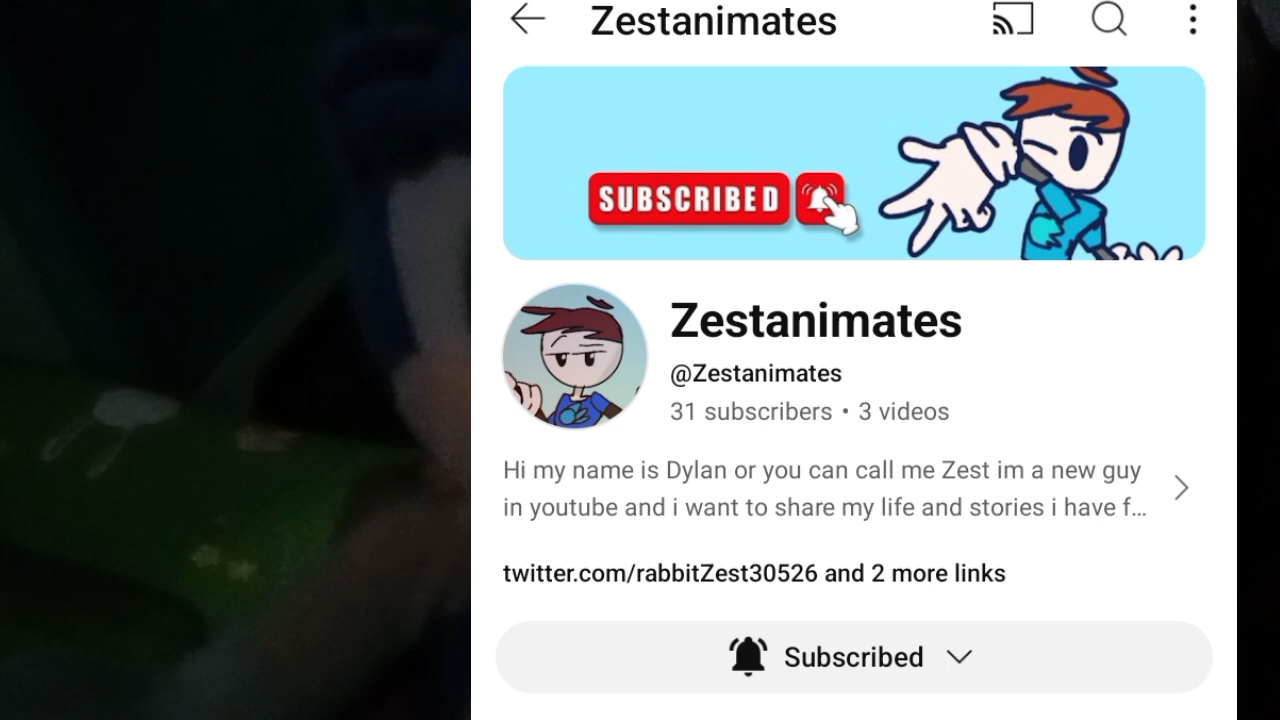 Zestanimates
SUBSCRIBED
Zestanimates
@Zestanimates
31 subscribers • 3 videos
Hi my name is Dylan or you can call me Zest im a new guy
in youtube and i want to share my life and stories i have f...
twitter.com/rabbitZest30526 and 2 more links
Subscribed